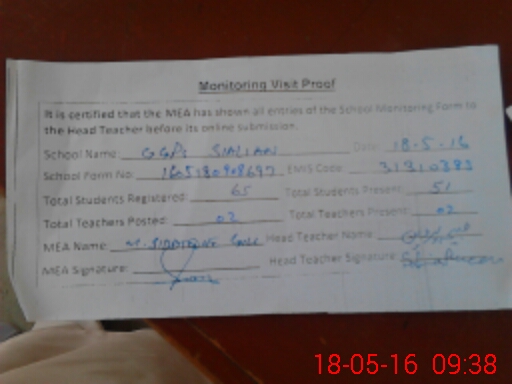 Monitoring Visit Proof
It is certified that the MEA has shown all entries of the School Monitoring Form to
the Head Teacher before its online submission.
School Name: GGPS SIALIAN Date: 18-5-16
School Form No: EMIS Code: 31310383
Total Students Registered: 65 Total Students Present: 51
Total Teachers Posted: 02 Total Teachers Present: 02
MEA Name: M. Head Teacher Name:
MEA Signature: Head Teacher Signature:
18-05-16 09:38